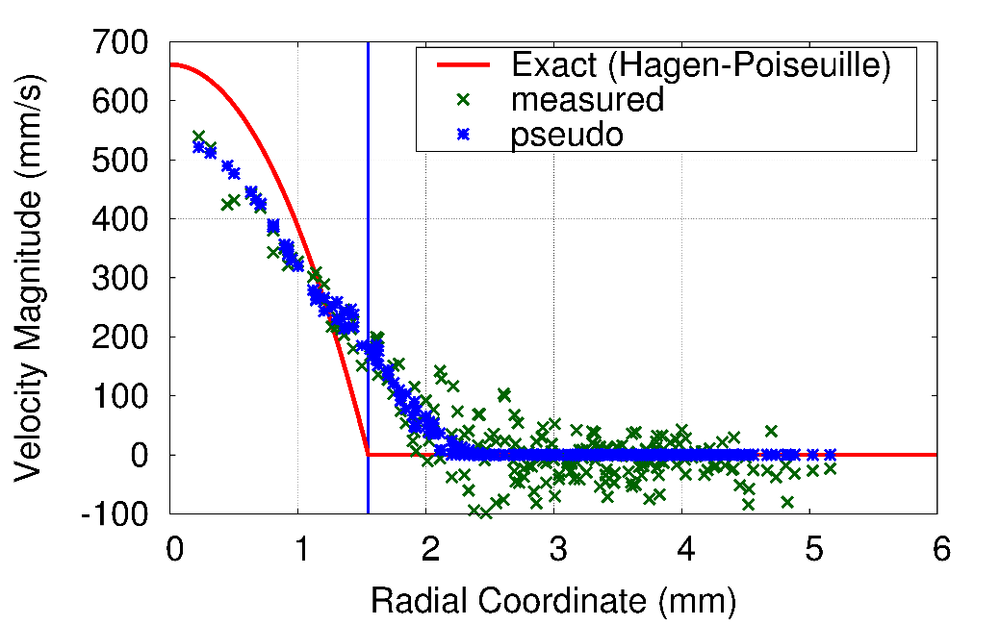 Velocity Magnitude (mm/s)
700
600
500
400
300
200
100
0
-100
Exact (Hagen-Poiseuille)
measured
pseudo
0 1 2 3 4 5 6
Radial Coordinate (mm)